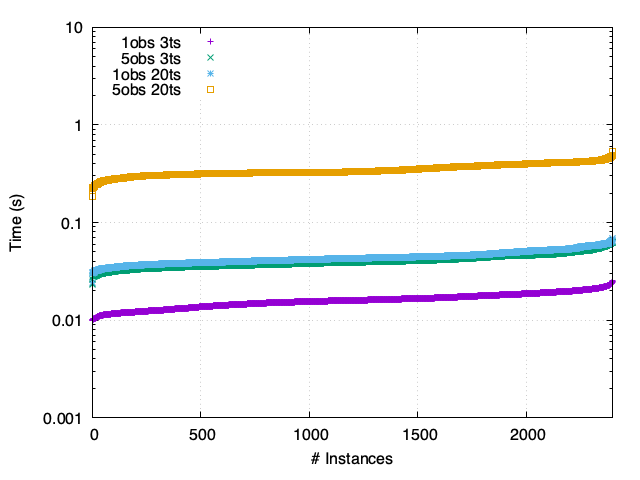 10
1
0.1
0.01
0.001
Time (s)
1obs 3ts
5obs 3ts
1obs 20ts
5obs 20ts
0 500 1000 1500 2000
# Instances